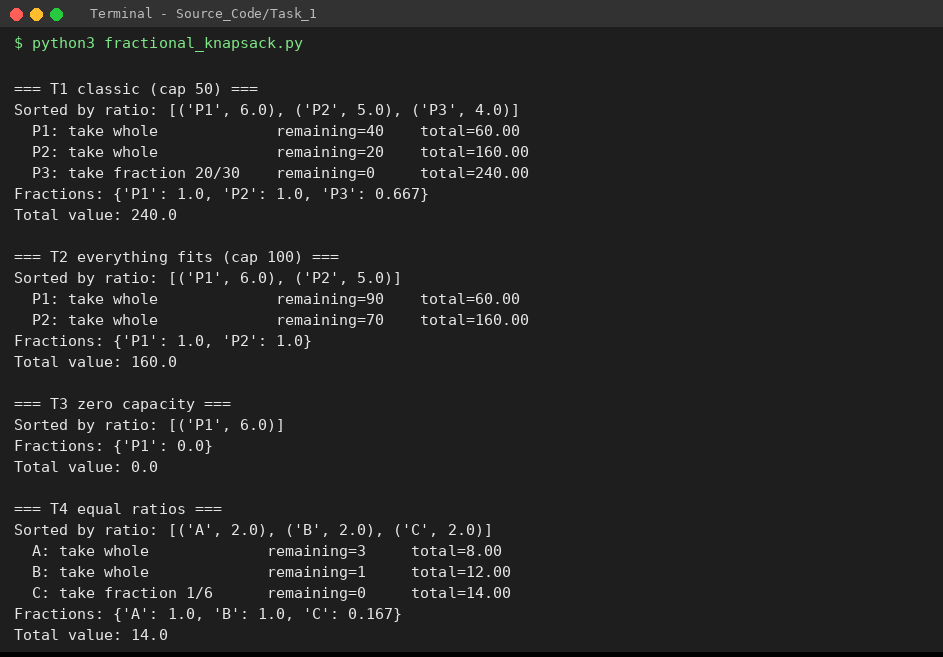 Terminal - Source_Code/Task_1
$ python3 fractional_knapsack.py
=== T1 classic (cap 50) ===
Sorted by ratio: [('P1', 6.0), ('P2', 5.0), ('P3', 4.0)]
  P1: take whole             remaining=40    total=60.00
  P2: take whole             remaining=20    total=160.00
  P3: take fraction 20/30    remaining=0     total=240.00
Fractions: {'P1': 1.0, 'P2': 1.0, 'P3': 0.667}
Total value: 240.0
=== T2 everything fits (cap 100) ===
Sorted by ratio: [('P1', 6.0), ('P2', 5.0)]
  P1: take whole             remaining=90    total=60.00
  P2: take whole             remaining=70    total=160.00
Fractions: {'P1': 1.0, 'P2': 1.0}
Total value: 160.0
=== T3 zero capacity ===
Sorted by ratio: [('P1', 6.0)]
Fractions: {'P1': 0.0}
Total value: 0.0
=== T4 equal ratios ===
Sorted by ratio: [('A', 2.0), ('B', 2.0), ('C', 2.0)]
  A: take whole             remaining=3     total=8.00
  B: take whole             remaining=1     total=12.00
  C: take fraction 1/6      remaining=0     total=14.00
Fractions: {'A': 1.0, 'B': 1.0, 'C': 0.167}
Total value: 14.0